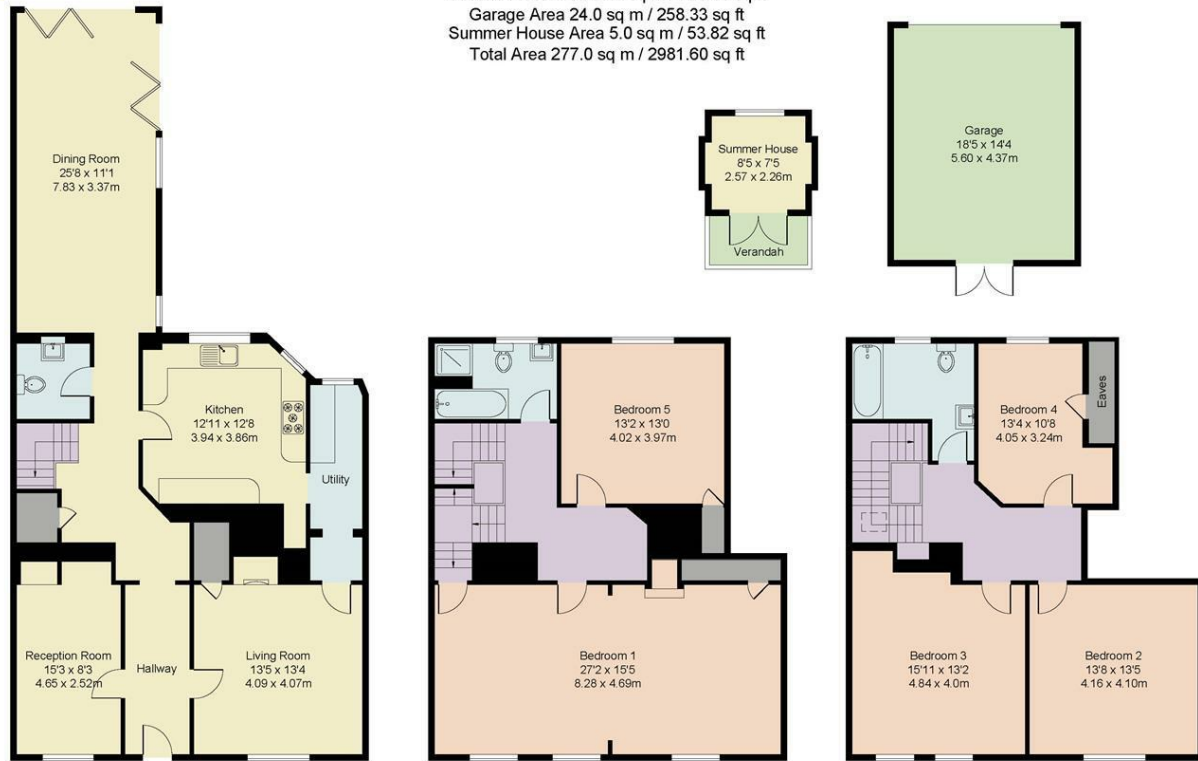 Garage Area 24.0 sq m / 258.33 sq ft
Summer House Area 5.0 sq m / 53.82 sq ft
Total Area 277.0 sq m / 2981.60 sq ft
Dining Room
25'8 x 11'1
7.83 x 3.37m
Summer House
8'5 x 7'5
2.57 x 2.26m
Verandah
Garage
18'5 x 14'4
5.60 x 4.37m
Kitchen
12'11 x 12'8
3.94 x 3.86m
Utility
Reception Room
15'3 x 8'3
4.65 x 2.52m
Hallway
Living Room
13'5 x 13'4
4.09 x 4.07m
Bedroom 5
13'2 x 13'0
4.02 x 3.97m
Bedroom 1
27'2 x 15'5
8.28 x 4.69m
Bedroom 4
13'4 x 10'8
4.05 x 3.24m
Eaves
Bedroom 3
15'11 x 13'2
4.84 x 4.0m
Bedroom 2
13'8 x 13'5
4.16 x 4.10m